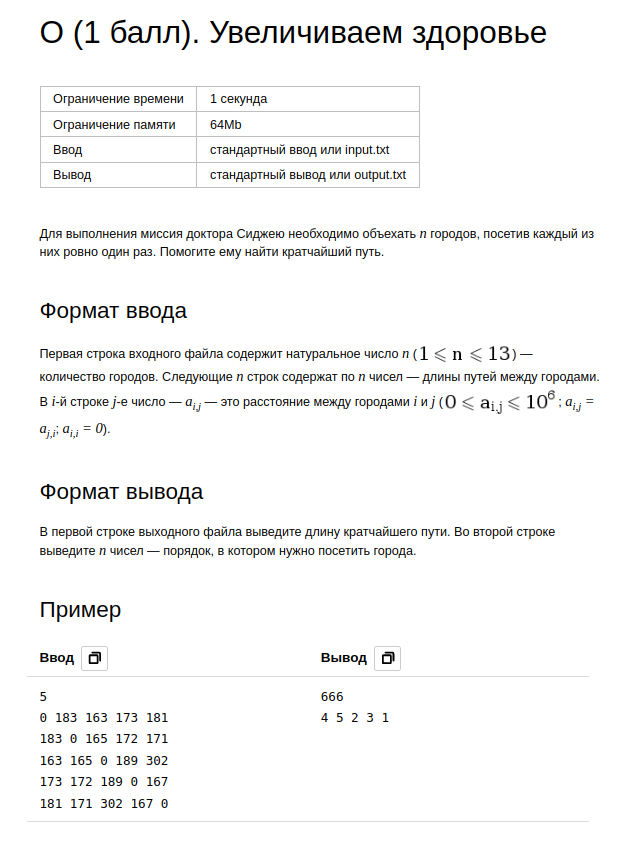 O (1 балл). Увеличиваем здоровье
Ограничение времени 1 секунда
Ограничение памяти 64Mb
Ввод стандартный ввод или input.txt
Вывод стандартный вывод или output.txt
Для выполнения миссия доктора Сиджею необходимо объехать n городов, посетив каждый из
них ровно один раз. Помогите ему найти кратчайший путь.
Формат ввода
Первая строка входного файла содержит натуральное число n (1 ⩽ n ⩽ 13) —
количество городов. Следующие n строк содержат по n чисел — длины путей между городами.
В i-й строке j-е число — a_{i,j} — это расстояние между городами i и j (0 ⩽ a_{i,j} ⩽ 10^6 ; a_{i,j} =
a_{j,i}; a_{i,i} = 0).
Формат вывода
В первой строке выходного файла выведите длину кратчайшего пути. Во второй строке
выведите n чисел — порядок, в котором нужно посетить города.
Пример
Ввод Вывод
5 666
0 183 163 173 181 4 5 2 3 1
183 0 165 172 171
163 165 0 189 302
173 172 189 0 167
181 171 302 167 0